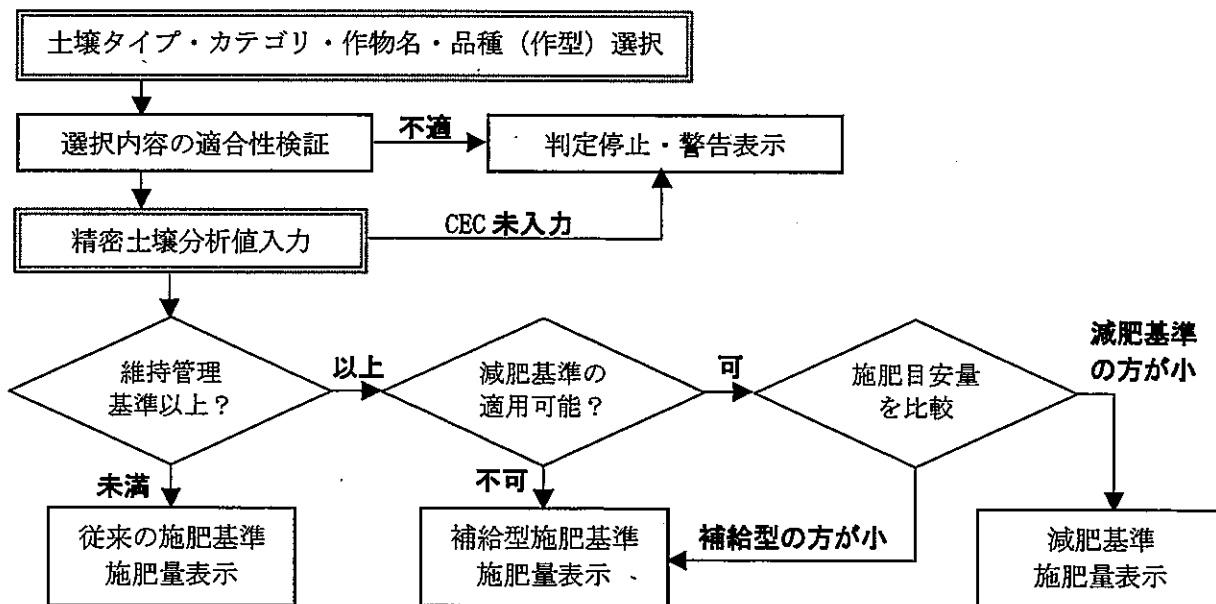 土壌タイプ・カテゴリ・作物名・品種（作型）選択
選択内容の適合性検証
不適
判定停止・警告表示
精密土壌分析値入力
CEC 未入力
維持管理
基準以上？
以上
減肥基準の
適用可能？
可
施肥目安量
を比較
減肥基準
の方が小
未満
不可
従来の施肥基準
施肥量表示
補給型施肥基準
施肥量表示
補給型の方が小
減肥基準
施肥量表示